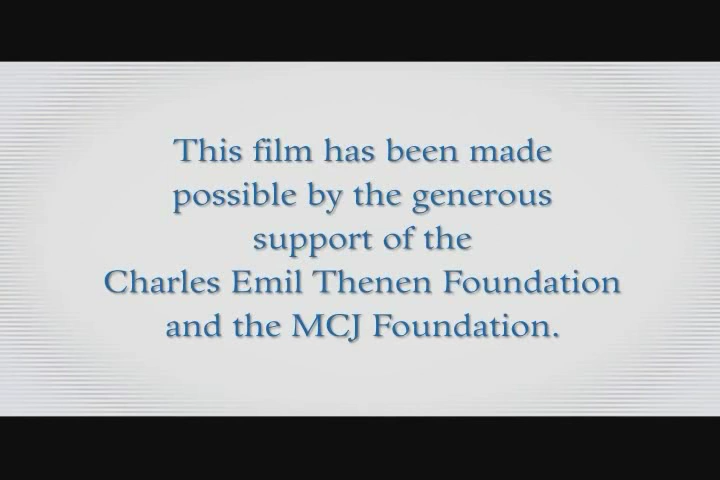 This film has been made
possible by the generous
support of the
Charles Emil Thenen Foundation
and the MCJ Foundation.